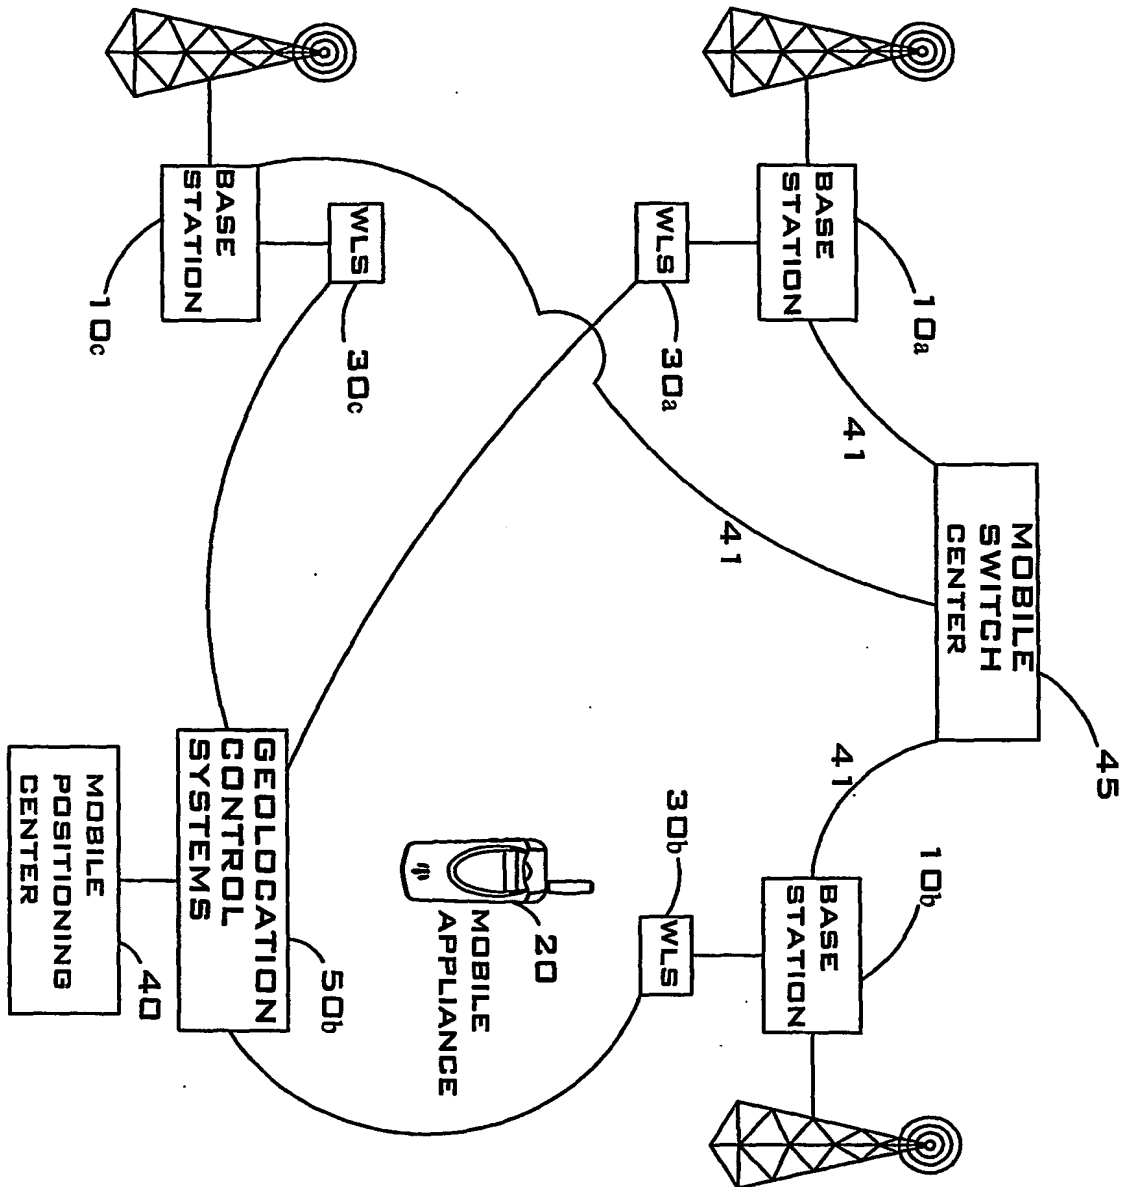 45
MOBILE
SWITCH
CENTER
10a
10b
41
41
BASE
STATION
BASE
STATION
41
30a
WLS
30b
WLS
20
MOBILE
APPLIANCE
30c
WLS
50b
GEOLOCATION
CONTROL
SYSTEMS
BASE
STATION
10c
40
MOBILE
POSITIONING
CENTER